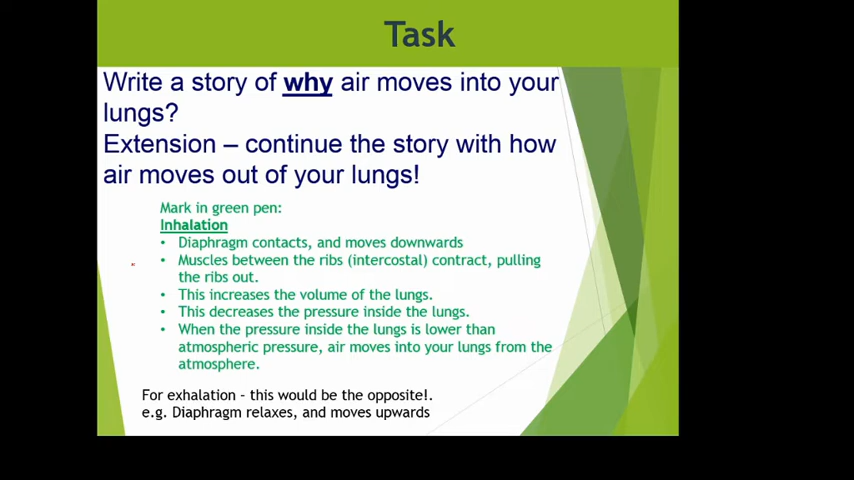 Task
Write a story of why air moves into your
lungs?
Extension – continue the story with how
air moves out of your lungs!
Mark in green pen:
Inhalation
• Diaphragm contacts, and moves downwards
• Muscles between the ribs (intercostal) contract, pulling
the ribs out.
• This increases the volume of the lungs.
• This decreases the pressure inside the lungs.
• When the pressure inside the lungs is lower than
atmospheric pressure, air moves into your lungs from the
atmosphere.
For exhalation – this would be the opposite!.
e.g. Diaphragm relaxes, and moves upwards